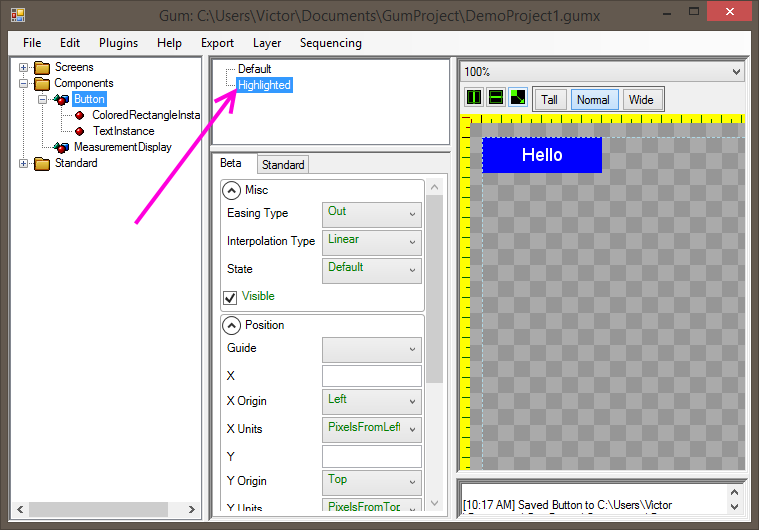 Gum: C:\Users\Victor\Documents\GumProject\DemoProject1.gumx
File Edit Plugins Help Export Layer Sequencing
Screens
Components
Button
ColoredRectangleInsta
TextInstance
MeasurementDisplay
Standard
Default
Highlighted
Beta Standard
Misc
Easing Type Out
Interpolation Type Linear
State Default
Visible
Position
Guide
X
X Origin Left
X Units PixelsFromLeft
Y
Y Origin Top
Y Units PixelsFromTop
100%
Tall Normal Wide
Hello
[10:17 AM] Saved Button to C:\Users\Victor